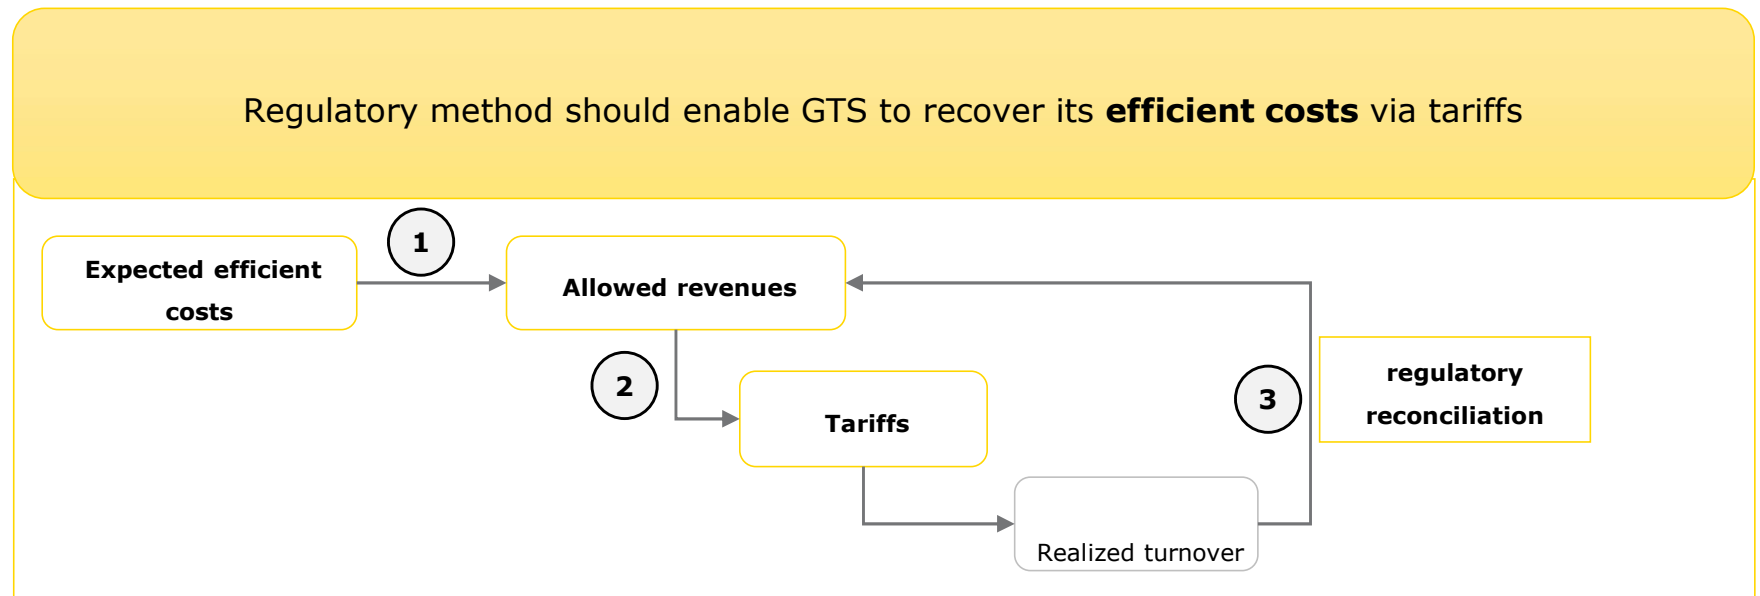 Regulatory method should enable GTS to recover its efficient costs via tariffs
1
Expected efficient
costs
Allowed revenues
2
Tariffs
3
regulatory
reconciliation
Realized turnover